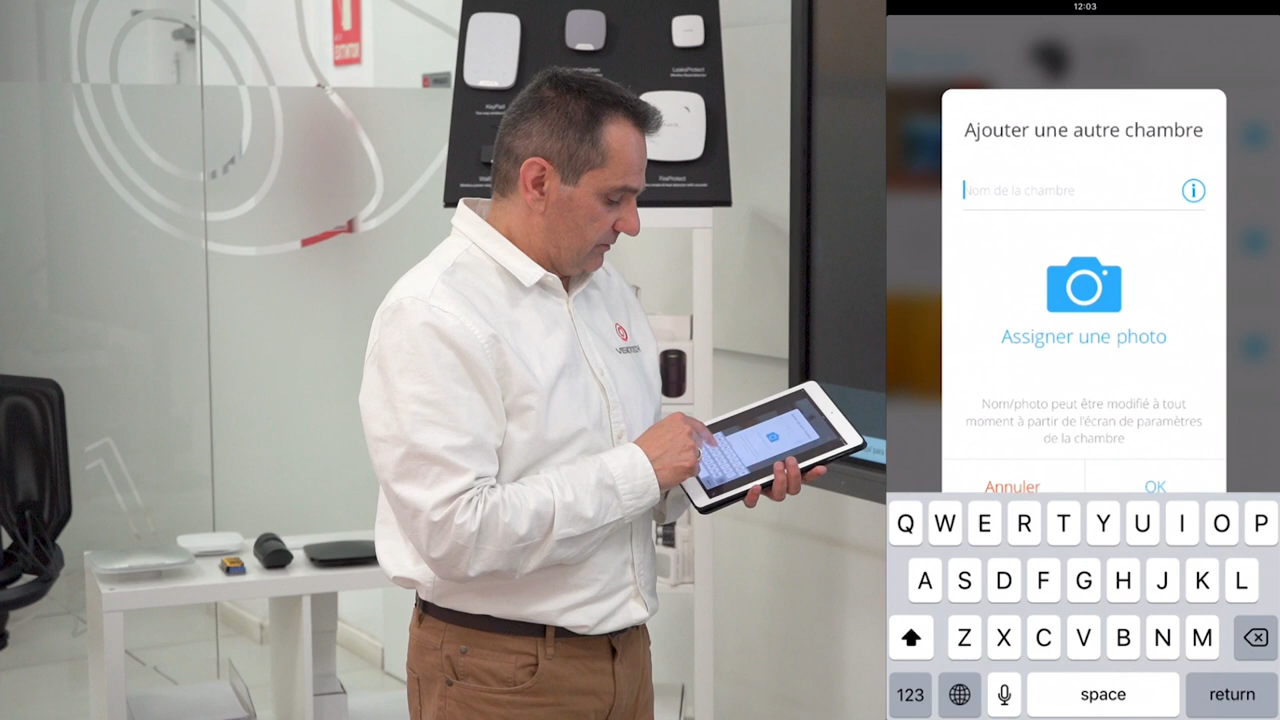 12:03
EXTINTOR
KeyPad
LeaksProtect
FireProtect
Ajouter une autre chambre
Nom de la chambre
Assigner une photo
Nom/photo peut être modifié à tout
moment à partir de l'écran de paramètres
de la chambre
Annuler OK
Q W E R T Y U I O P
A S D F G H J K L
Z X C V B N M
123 space return